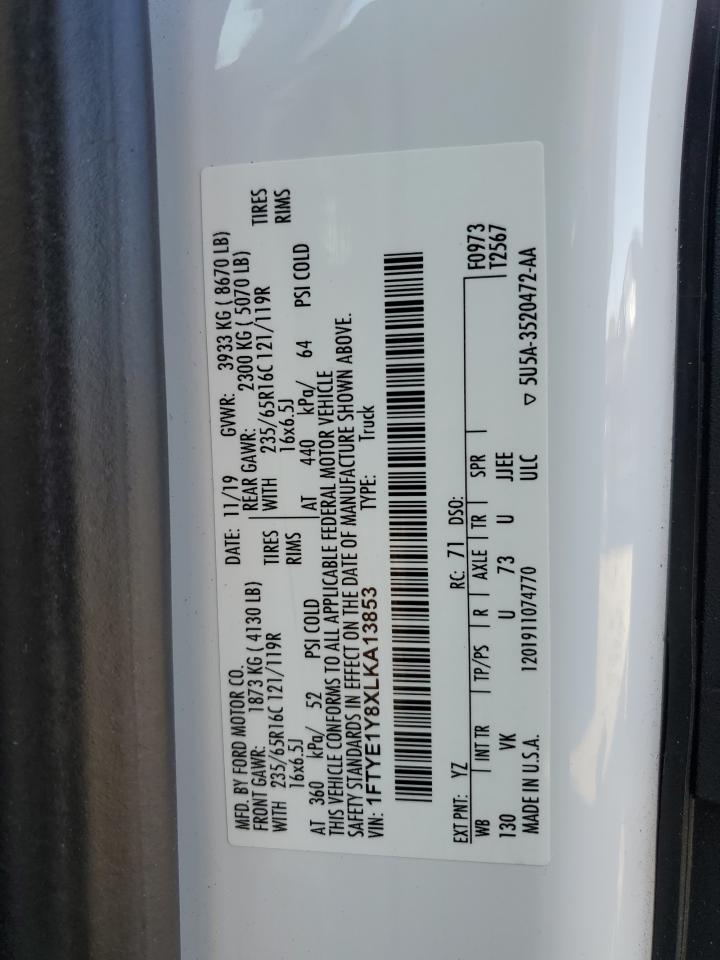 MFD. BY FORD MOTOR CO. DATE: 11/19 GVWR: 3933 KG ( 8670 LB)
FRONT GAWR: 1873 KG ( 4130 LB) REAR GAWR: 2300 KG ( 5070 LB)
WITH 235/65R16C 121/119R TIRES WITH 235/65R16C 121/119R TIRES
16x6.5J RIMS 16x6.5J RIMS
AT 360 kPa/ 52 PSI COLD AT 440 kPa/ 64 PSI COLD
THIS VEHICLE CONFORMS TO ALL APPLICABLE FEDERAL MOTOR VEHICLE
SAFETY STANDARDS IN EFFECT ON THE DATE OF MANUFACTURE SHOWN ABOVE.
VIN: 1FTYE1Y8XLKA13853 TYPE: Truck
EXT PNT: YZ RC: 71 DSO: F0973
WB INT TR TP/PS R AXLE TR SPR T2567
130 VK U 73 U JJEE
MADE IN U.S.A. 1201911074770 ULC ▽ 5U5A-3520472-AA